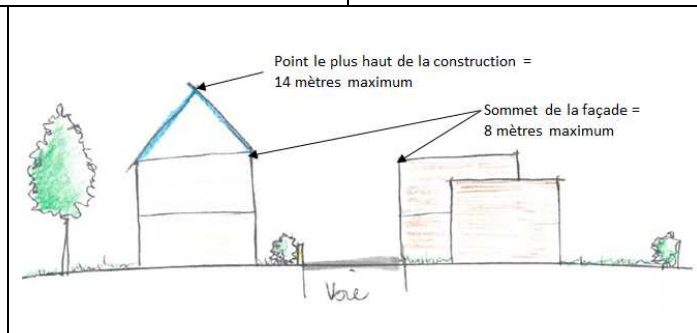 Point le plus haut de la construction =
14 mètres maximum
Sommet de la façade =
8 mètres maximum
Voie